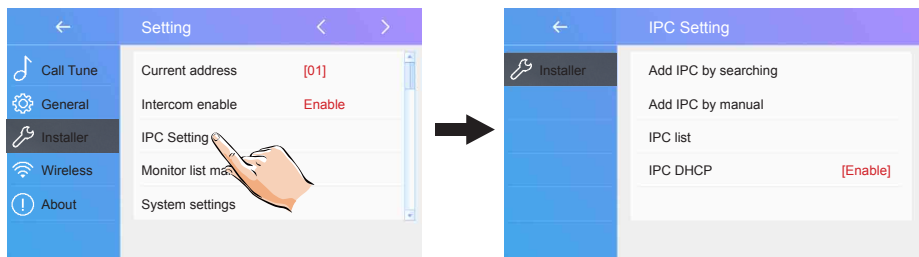 Setting
Call Tune
General
Installer
Wireless
About
Current address [01]
Intercom enable Enable
IPC Setting
Monitor list
System settings
IPC Setting
Installer
Add IPC by searching
Add IPC by manual
IPC list
IPC DHCP [Enable]